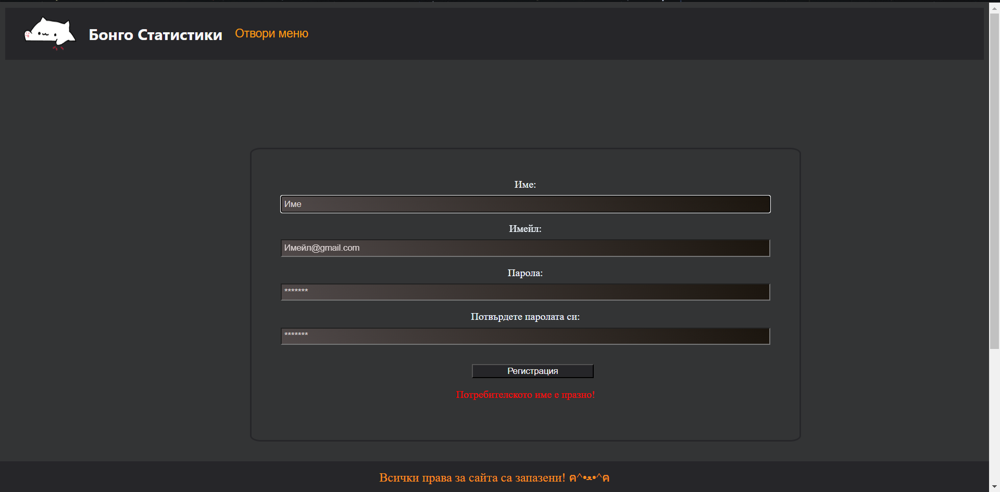 Бонго Статистики
Отвори меню
Име:
Име
Имейл:
Имейл@gmail.com
Парола:
*******
Потвърдете паролата си:
*******
Регистрация
Потребителското име е празно!
Всички права за сайта са запазени! ฅ^•ﻌ•^ฅ